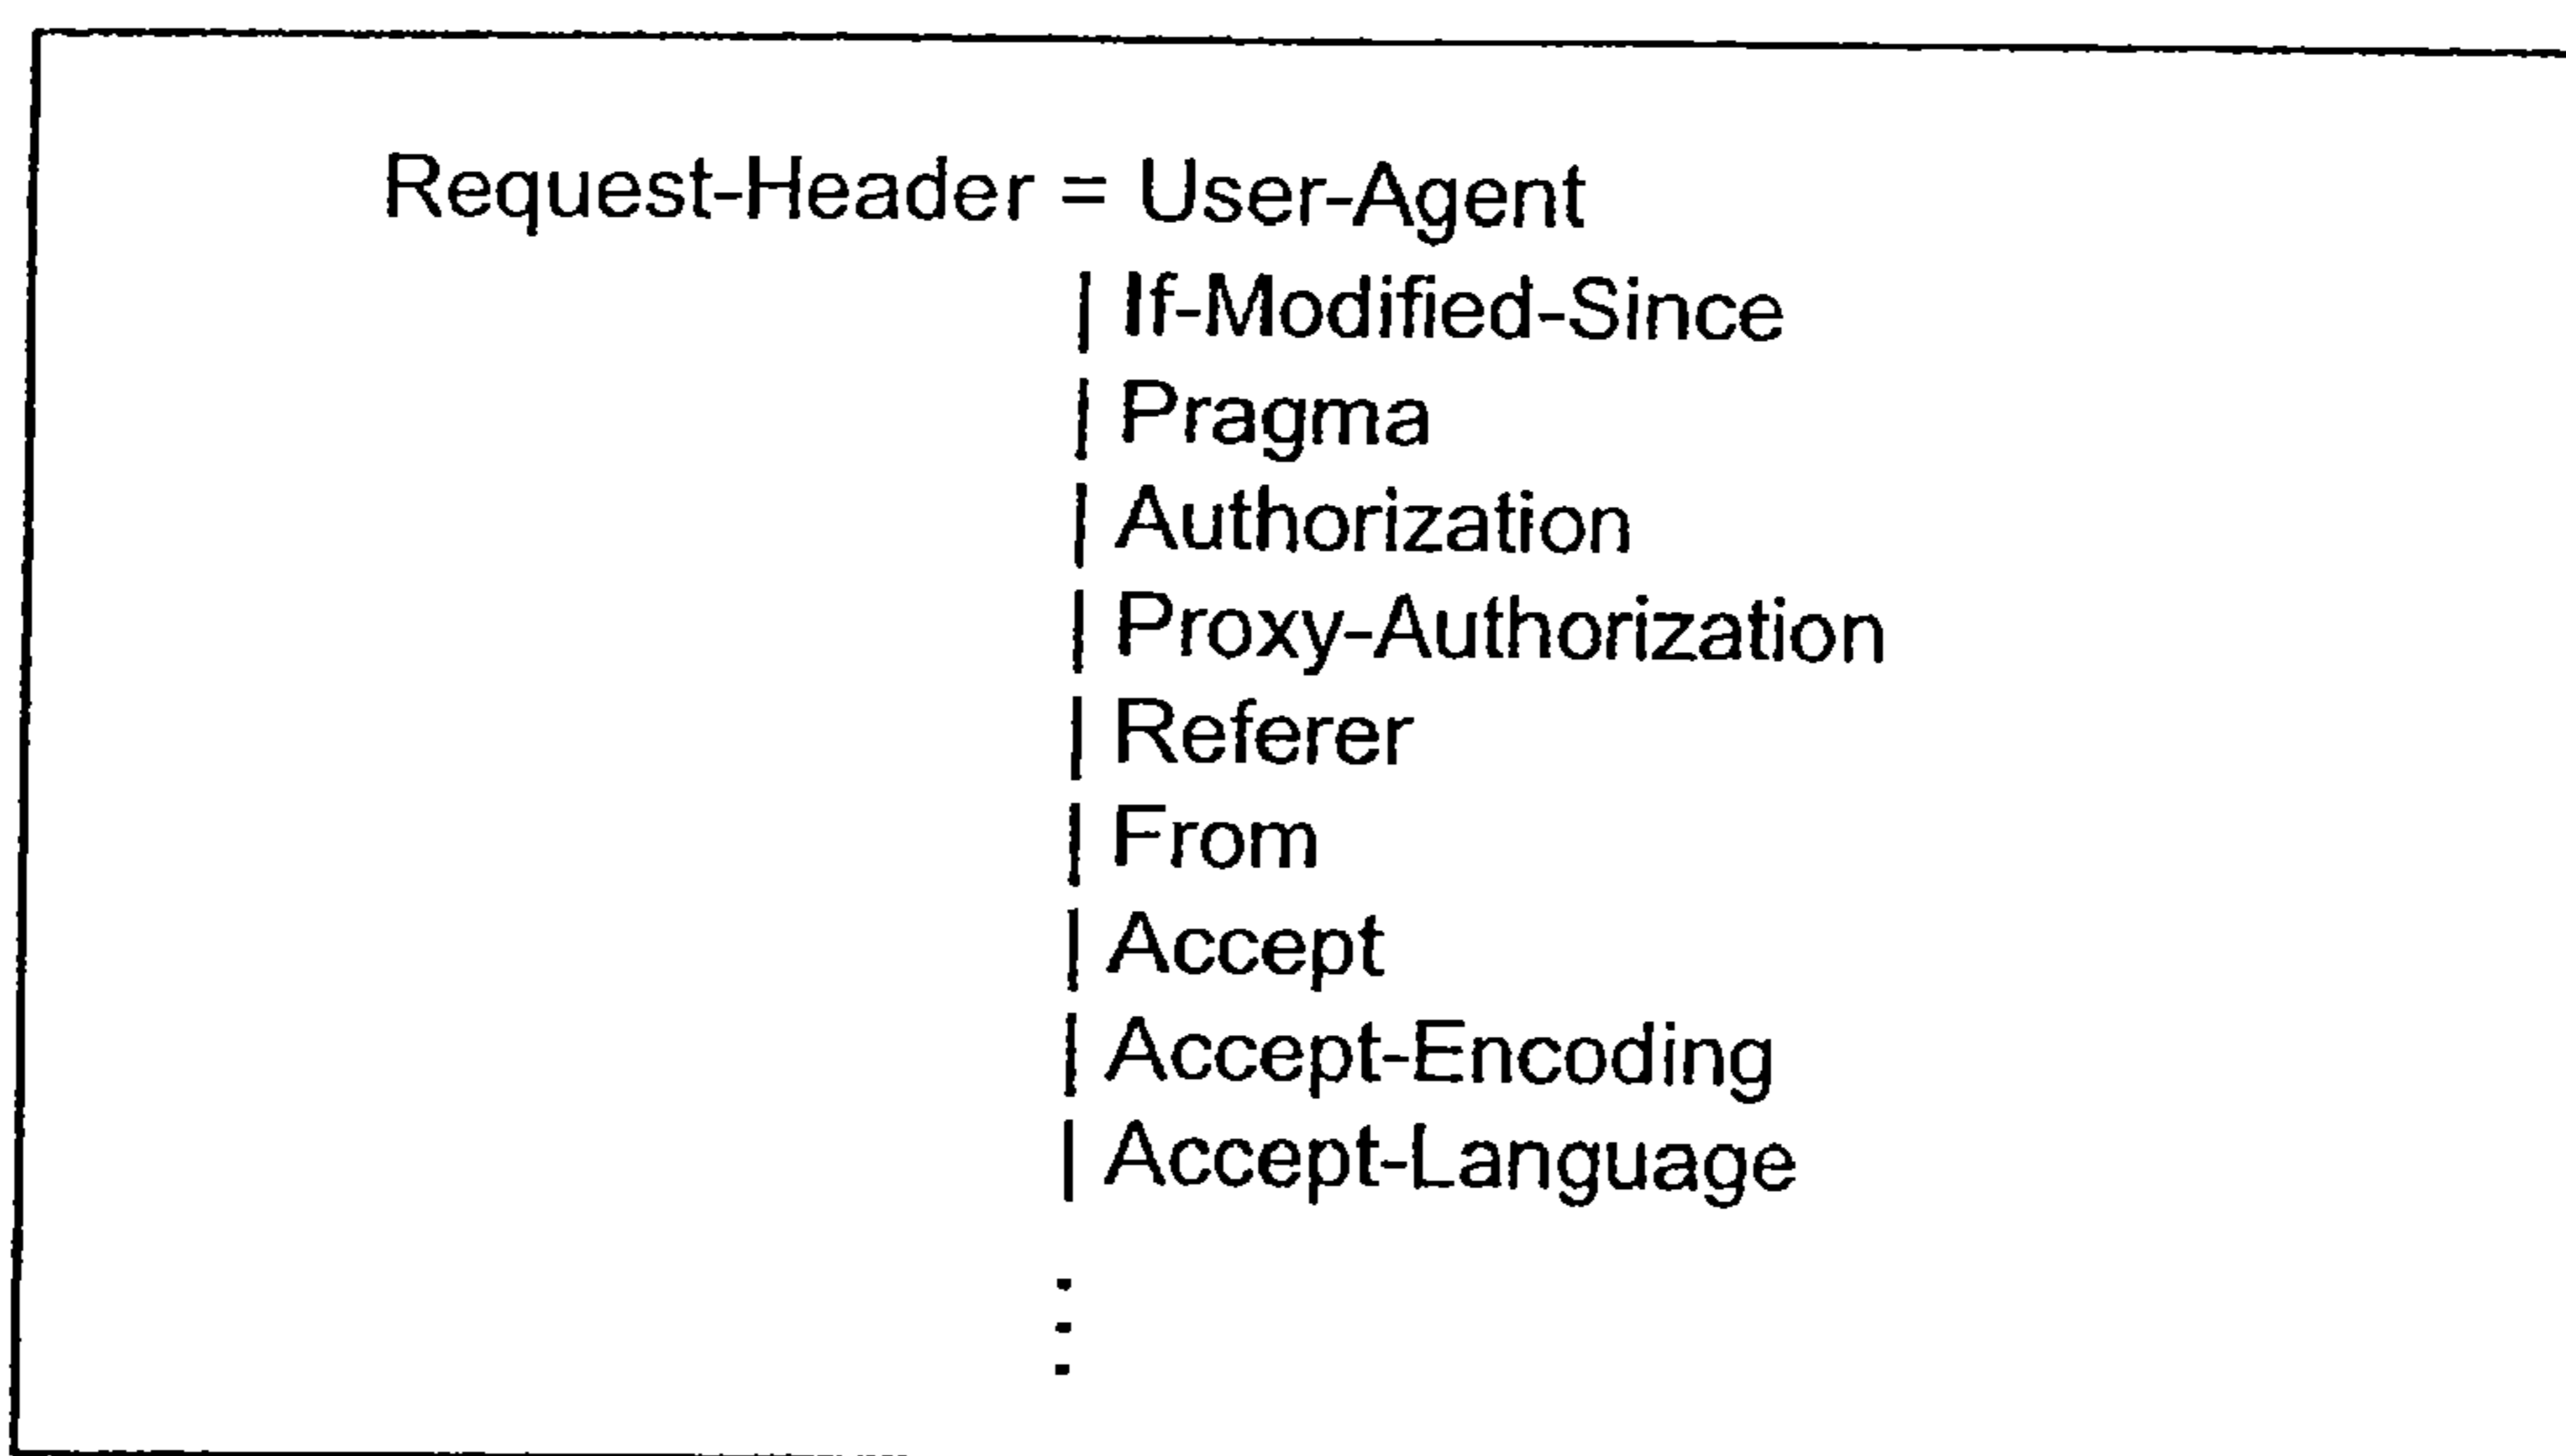 Request-Header = User-Agent
| If-Modified-Since
| Pragma
| Authorization
| Proxy-Authorization
| Referer
| From
| Accept
| Accept-Encoding
| Accept-Language
⋮